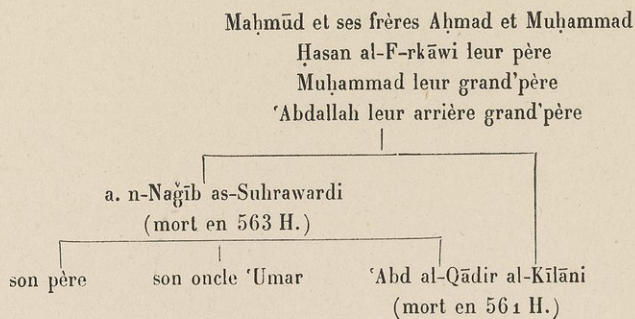 Maḥmūd et ses frères Aḥmad et Muḥammad
Ḥasan al-F-rkāwi leur père
Muḥammad leur grand'père
ʿAbdallah leur arrière grand'père
a. n-Naǧīb as-Suhrawardi
(mort en 563 H.)
son père
son oncle ʿUmar
ʿAbd al-Qādir al-Kīlāni
(mort en 561 H.)